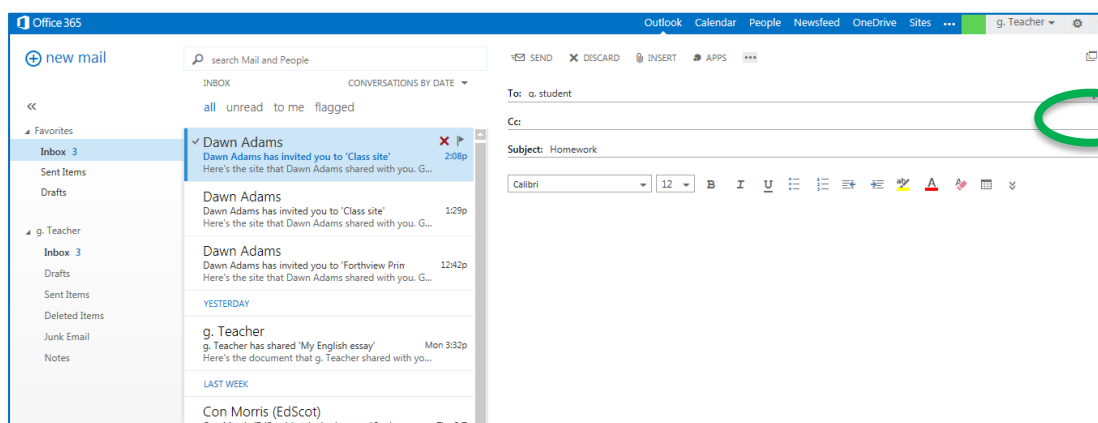 Office 365
Outlook Calendar People Newsfeed OneDrive Sites ... g. Teacher
new mail
Favorites
Inbox 3
Sent Items
Drafts
g. Teacher
Inbox 3
Drafts
Sent Items
Deleted Items
Junk Email
Notes
search Mail and People
INBOX CONVERSATIONS BY DATE
all unread to me flagged
Dawn Adams
Dawn Adams has invited you to 'Class site' 2:08p
Here's the site that Dawn Adams shared with you. G...
Dawn Adams
Dawn Adams has invited you to 'Class site' 1:29p
Here's the site that Dawn Adams shared with you. G...
Dawn Adams
Dawn Adams has invited you to 'Forthview Prim 12:42p
Here's the site that Dawn Adams shared with you. G...
YESTERDAY
g. Teacher
g. Teacher has shared 'My English essay' Mon 3:32p
Here's the document that g. Teacher shared with yo...
LAST WEEK
Con Morris (EdScot)
SEND DISCARD INSERT APPS ...
To: a. student
Cc:
Subject: Homework
Calibri 12 B I U abv A